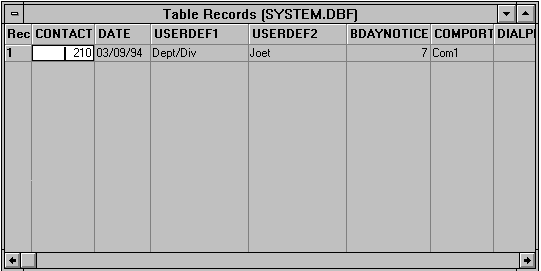 Table Records (SYSTEM.DBF)
Rec CONTACT DATE USERDEF1 USERDEF2 BDAYNOTICE COMPORT DIALP
1 210 03/09/94 Dept/Div Joet 7 Com1